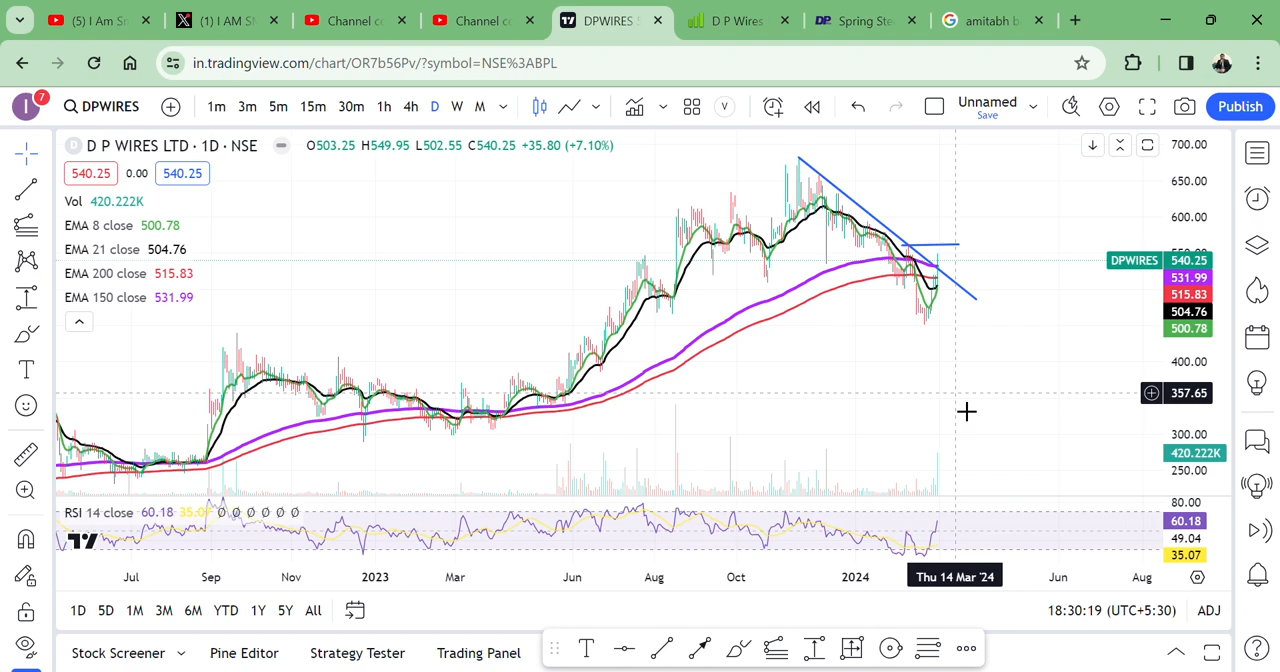 (5) I Am Sn
(1) I AM SN
Channel co
Channel co
DPWIRES 5
D P Wires
Spring Ste
amitabh b
in.tradingview.com/chart/OR7b56Pv/?symbol=NSE%3ABPL
I 7
DPWIRES
1m 3m 5m 15m 30m 1h 4h D W M
V
Unnamed
Save
Publish
D P WIRES LTD · 1D · NSE
O503.25 H549.95 L502.55 C540.25 +35.80 (+7.10%)
540.25 0.00 540.25
Vol 420.222K
EMA 8 close 500.78
EMA 21 close 504.76
EMA 200 close 515.83
EMA 150 close 531.99
700.00
650.00
600.00
DPWIRES 540.25
531.99
515.83
504.76
500.78
400.00
357.65
300.00
420.222K
250.00
RSI 14 close 60.18 35.07 Ø Ø Ø Ø Ø Ø
80.00
60.18
49.04
35.07
Jul Sep Nov 2023 Mar Jun Aug Oct 2024 Thu 14 Mar '24 Jun Aug
1D 5D 1M 3M 6M YTD 1Y 5Y All
18:30:19 (UTC+5:30) ADJ
Stock Screener Pine Editor Strategy Tester Trading Panel